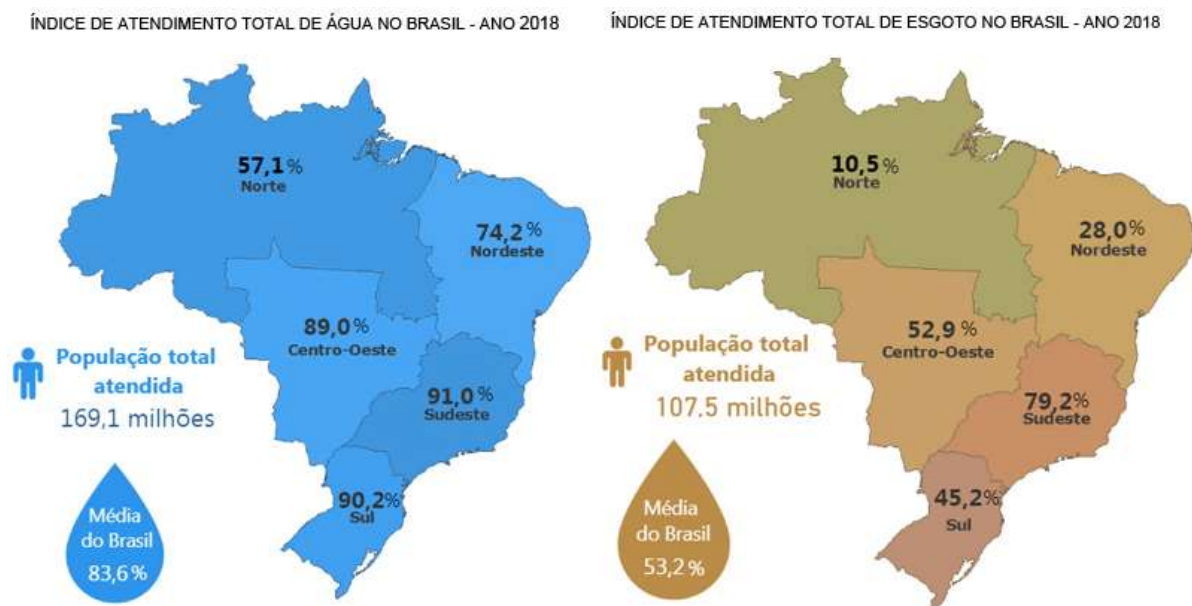 ÍNDICE DE ATENDIMENTO TOTAL DE ÁGUA NO BRASIL - ANO 2018
57,1%
Norte
74,2%
Nordeste
89,0%
Centro-Oeste
91,0%
Sudeste
90,2%
Sul
População total
atendida
169,1 milhões
Média
do Brasil
83,6%
ÍNDICE DE ATENDIMENTO TOTAL DE ESGOTO NO BRASIL - ANO 2018
10,5%
Norte
28,0%
Nordeste
52,9%
Centro-Oeste
79,2%
Sudeste
45,2%
Sul
População total
atendida
107,5 milhões
Média
do Brasil
53,2%